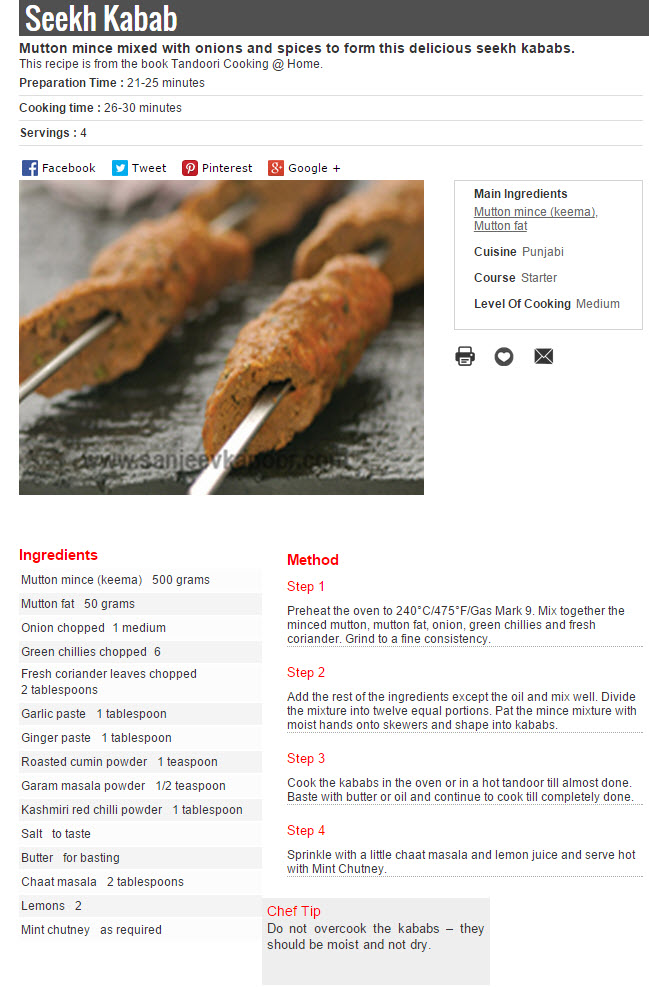 Seekh Kabab
Mutton mince mixed with onions and spices to form this delicious seekh kababs.
This recipe is from the book Tandoori Cooking @ Home.
Preparation Time : 21-25 minutes
Cooking time : 26-30 minutes
Servings : 4
Facebook Tweet Pinterest Google +
www.sanjeevkapoor.com
Main Ingredients
Mutton mince (keema),
Mutton fat
Cuisine Punjabi
Course Starter
Level Of Cooking Medium
Ingredients
Mutton mince (keema) 500 grams
Mutton fat 50 grams
Onion chopped 1 medium
Green chillies chopped 6
Fresh coriander leaves chopped
2 tablespoons
Garlic paste 1 tablespoon
Ginger paste 1 tablespoon
Roasted cumin powder 1 teaspoon
Garam masala powder 1/2 teaspoon
Kashmiri red chilli powder 1 tablespoon
Salt to taste
Butter for basting
Chaat masala 2 tablespoons
Lemons 2
Mint chutney as required
Method
Step 1
Preheat the oven to 240°C/475°F/Gas Mark 9. Mix together the
minced mutton, mutton fat, onion, green chillies and fresh
coriander. Grind to a fine consistency.
Step 2
Add the rest of the ingredients except the oil and mix well. Divide
the mixture into twelve equal portions. Pat the mince mixture with
moist hands onto skewers and shape into kababs.
Step 3
Cook the kababs in the oven or in a hot tandoor till almost done.
Baste with butter or oil and continue to cook till completely done.
Step 4
Sprinkle with a little chaat masala and lemon juice and serve hot
with Mint Chutney.
Chef Tip
Do not overcook the kababs – they
should be moist and not dry.